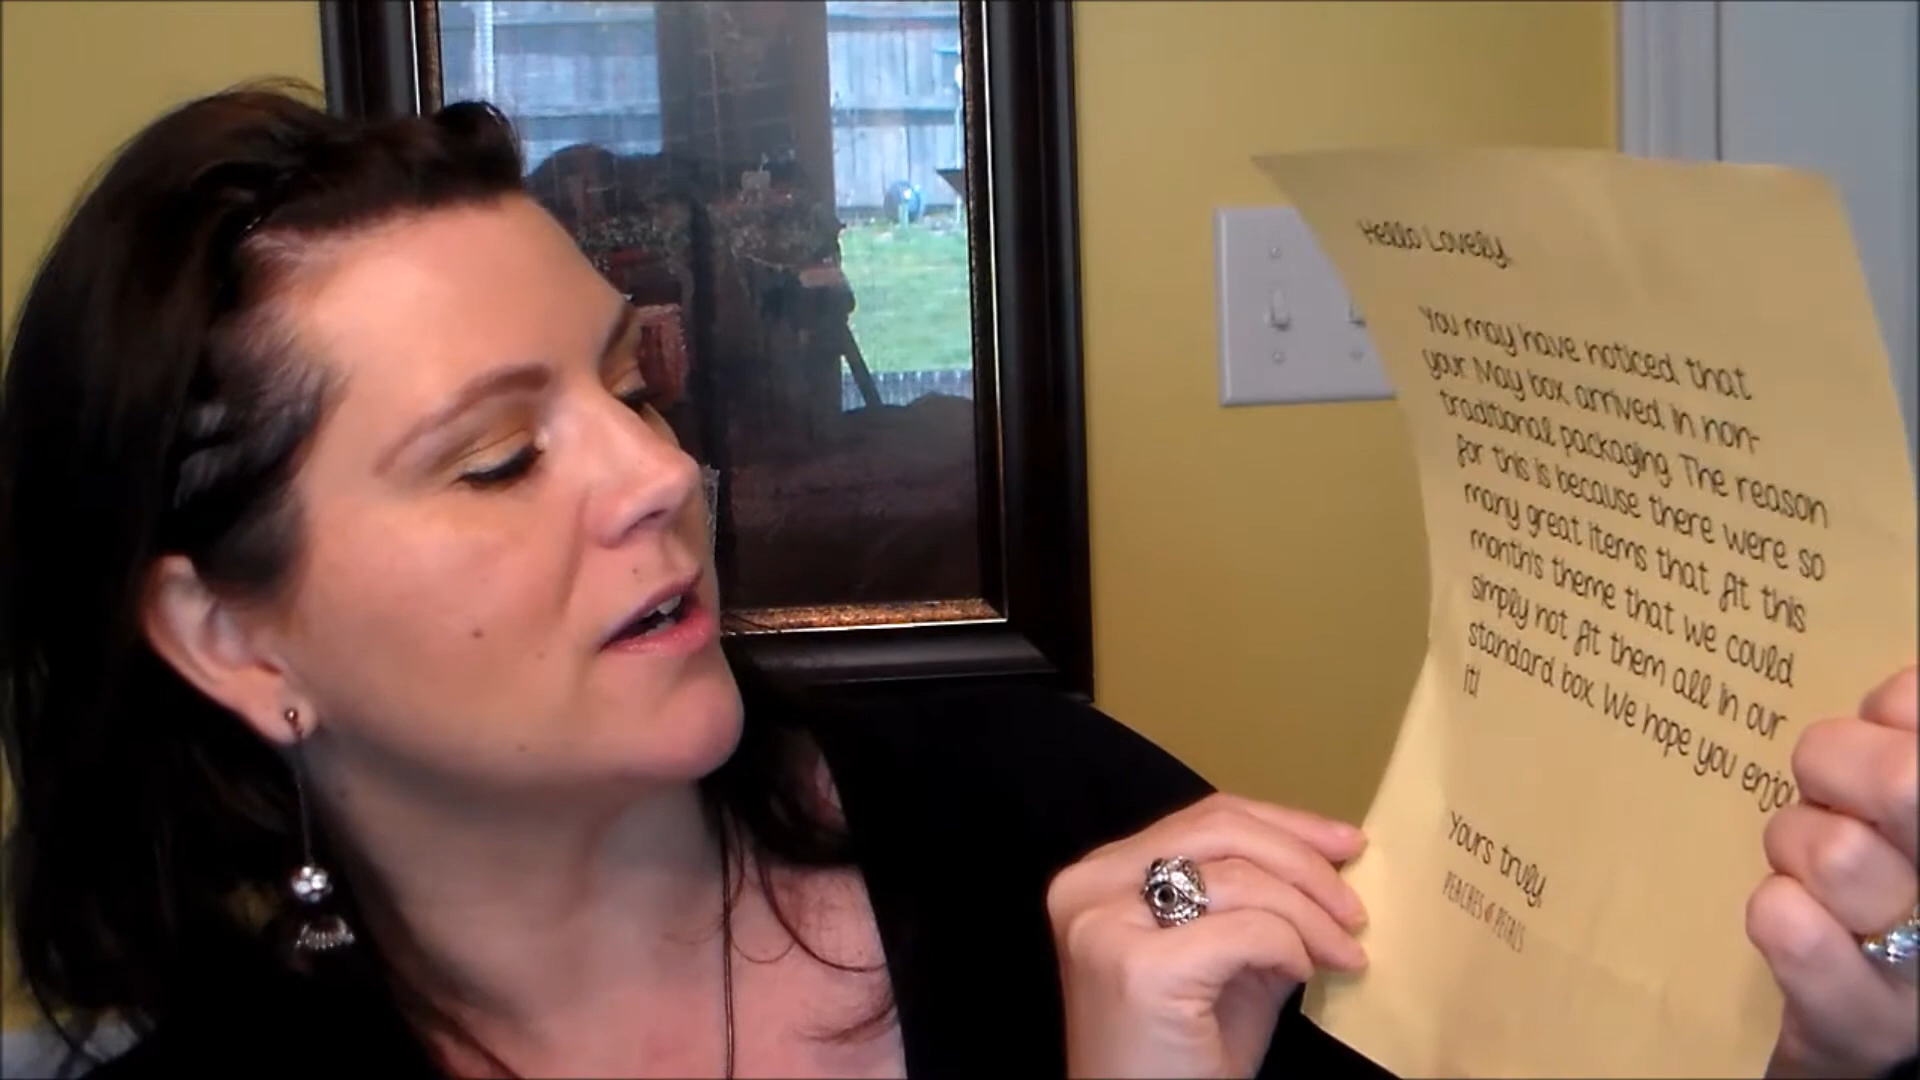 Hello Lovely,
You may have noticed that
your May box arrived in non-
traditional packaging. The reason
for this is because there were so
many great items that fit this
month's theme that we could
simply not fit them all in our
standard box. We hope you enjoy
it!
Yours truly,
PEACHES & PETALS